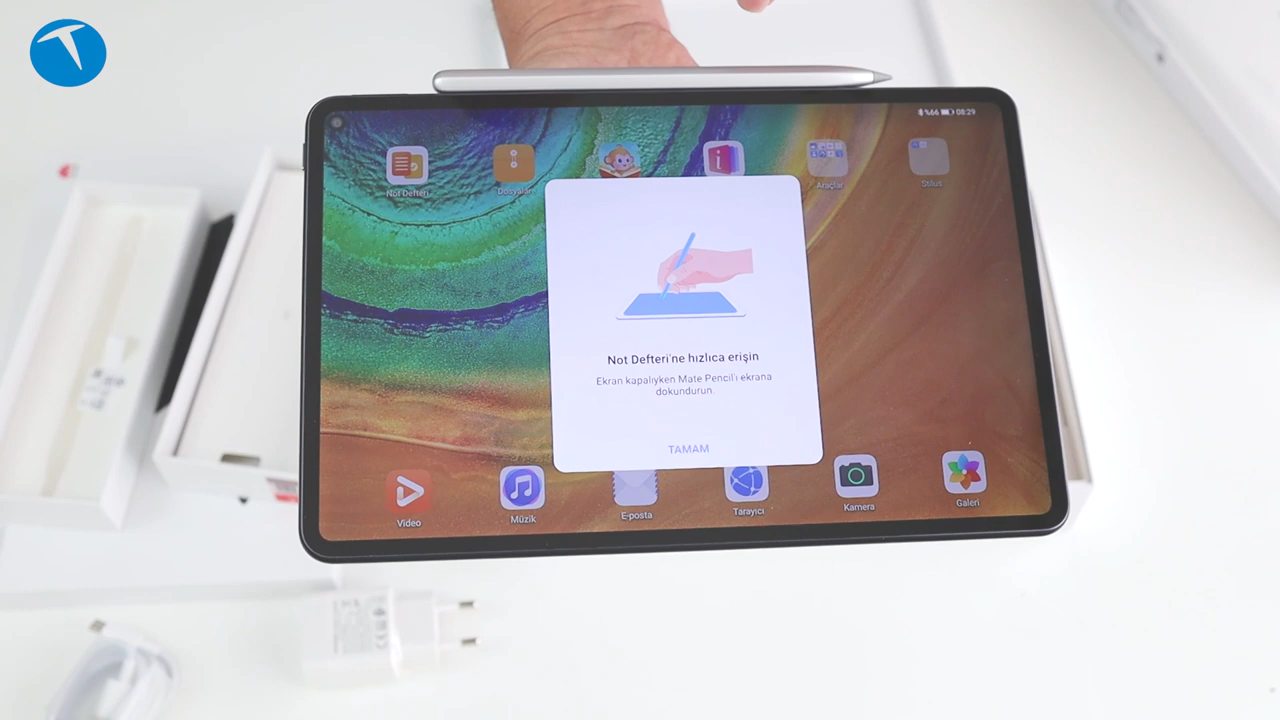 %66 08:29
Not Defteri
Dosyalar
Araçlar
Stilus
Not Defteri'ne hızlıca erişin
Ekran kapalıyken Mate Pencil'i ekrana
dokundurun.
TAMAM
Video
Müzik
E-posta
Tarayıcı
Kamera
Galeri